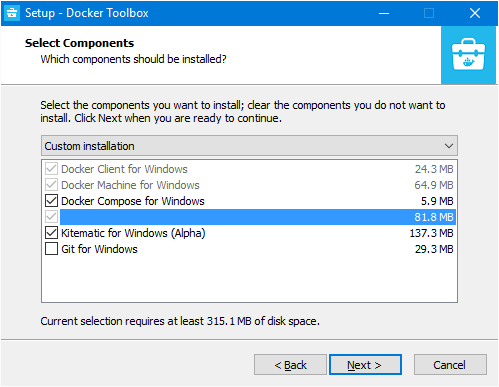 Setup - Docker Toolbox
Select Components
Which components should be installed?
Select the components you want to install; clear the components you do not want to
install. Click Next when you are ready to continue.
Custom installation
Docker Client for Windows 24.3 MB
Docker Machine for Windows 64.9 MB
Docker Compose for Windows 5.9 MB
81.8 MB
Kitematic for Windows (Alpha) 137.3 MB
Git for Windows 29.3 MB
Current selection requires at least 315.1 MB of disk space.
< Back Next > Cancel